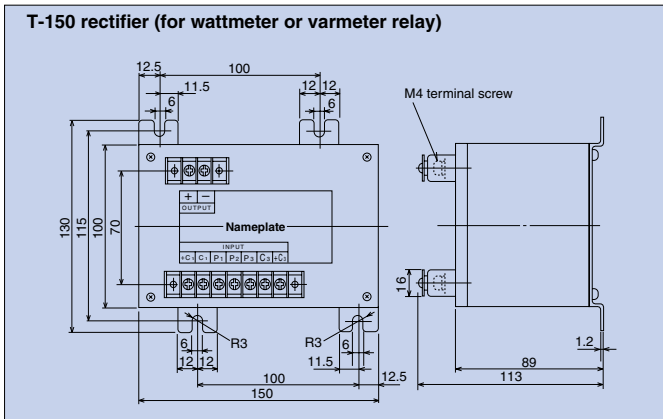 T-150 rectifier (for wattmeter or varmeter relay)
12.5
100
11.5
6
12 12
6
M4 terminal screw
130
115
100
70
+ −
OUTPUT
Nameplate
INPUT
+C₁ C₁ P₁ P₂ P₃ C₃ +C₃
16
R3
R3
6
12 12
6
11.5
100
12.5
150
1.2
89
113